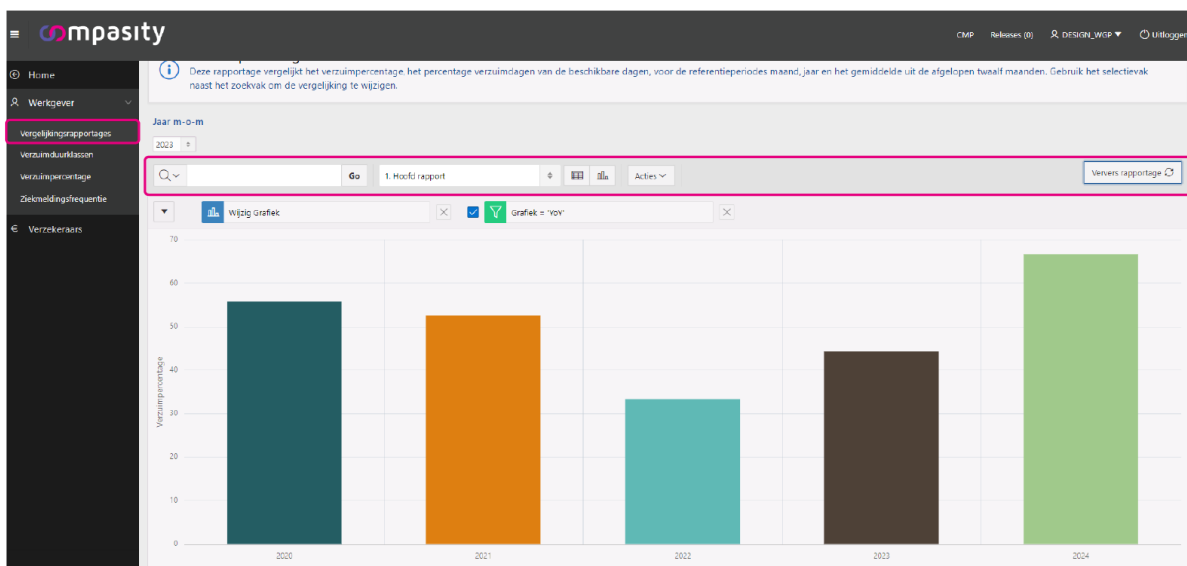 compasity
CMP Releases (0) DESIGN_WGP Uitloggen
Home
Werkgever
Vergelijkingsrapportages
Verzuimduurklassen
Verzuimpercentage
Ziekmeldingsfrequentie
Verzekeraars
Deze rapportage vergelijkt het verzuimpercentage, het percentage verzuimdagen van de beschikbare dagen, voor de referentieperiodes maand, jaar en het gemiddelde uit de afgelopen twaalf maanden. Gebruik het selectievak
naast het zoekvak om de vergelijking te wijzigen.
Jaar m-o-m
2023
Go 1. Hoofd rapport Acties Ververs rapportage
Wijzig Grafiek Grafiek = 'YoY'
70
60
50
40
30
20
10
0
Verzuimpercentage
2020 2021 2022 2023 2024